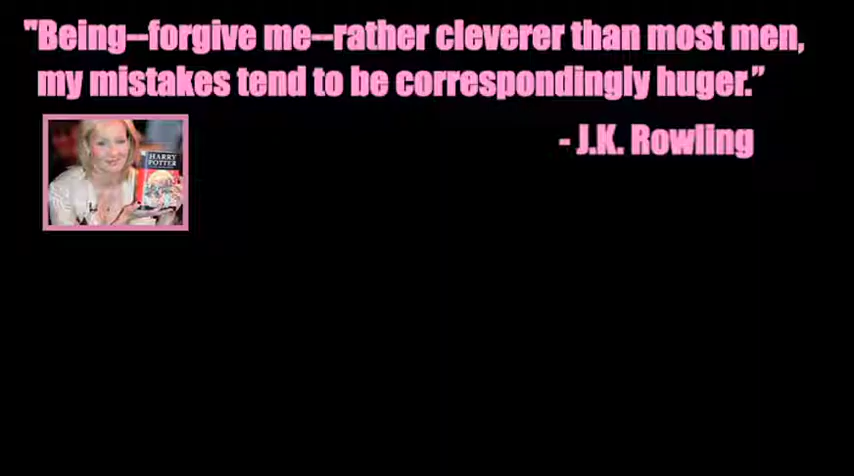 "Being--forgive me--rather cleverer than most men,
my mistakes tend to be correspondingly huger.”
- J.K. Rowling
HARRY
POTTER